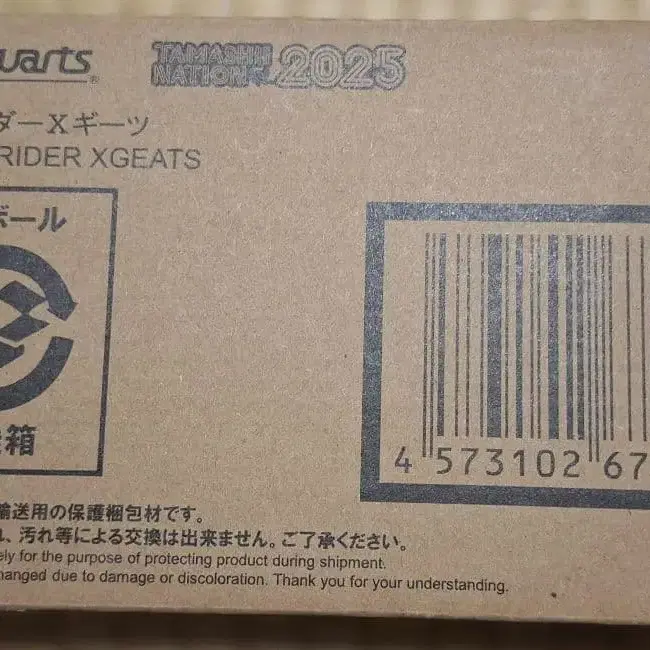 uarts®
TAMASHII
NATION 2025
ダーXギーツ
RIDER XGEATS
ボール
箱
4 573102 67
輸送用の保護梱包材です。
、汚れ等による交換は出来ません。ご了承ください。
ely for the purpose of protecting product during shipment.
hanged due to damage or discoloration. Thank you for your understanding.